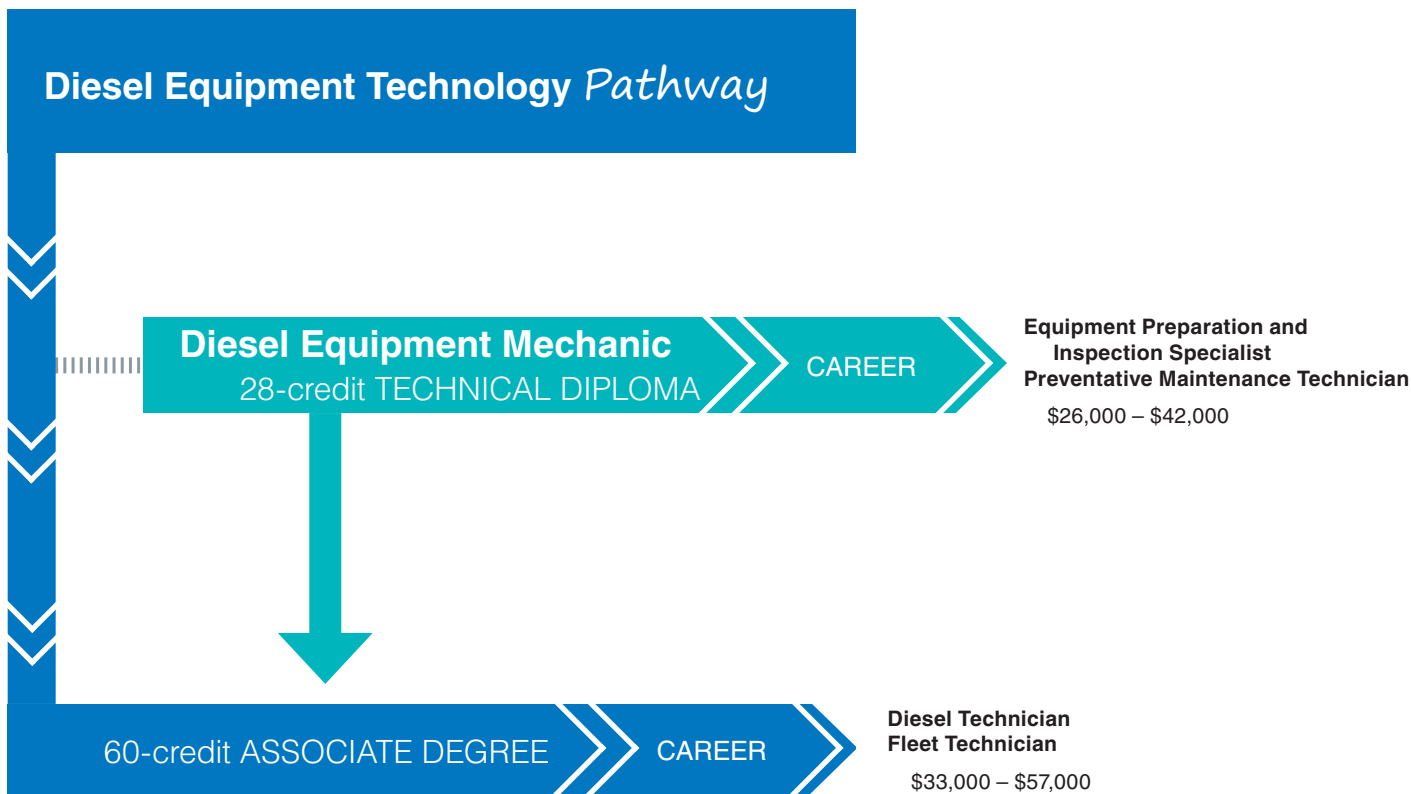 Diesel Equipment Technology Pathway
Diesel Equipment Mechanic
28-credit TECHNICAL DIPLOMA
CAREER
Equipment Preparation and
Inspection Specialist
Preventative Maintenance Technician
$26,000 – $42,000
60-credit ASSOCIATE DEGREE
CAREER
Diesel Technician
Fleet Technician
$33,000 – $57,000